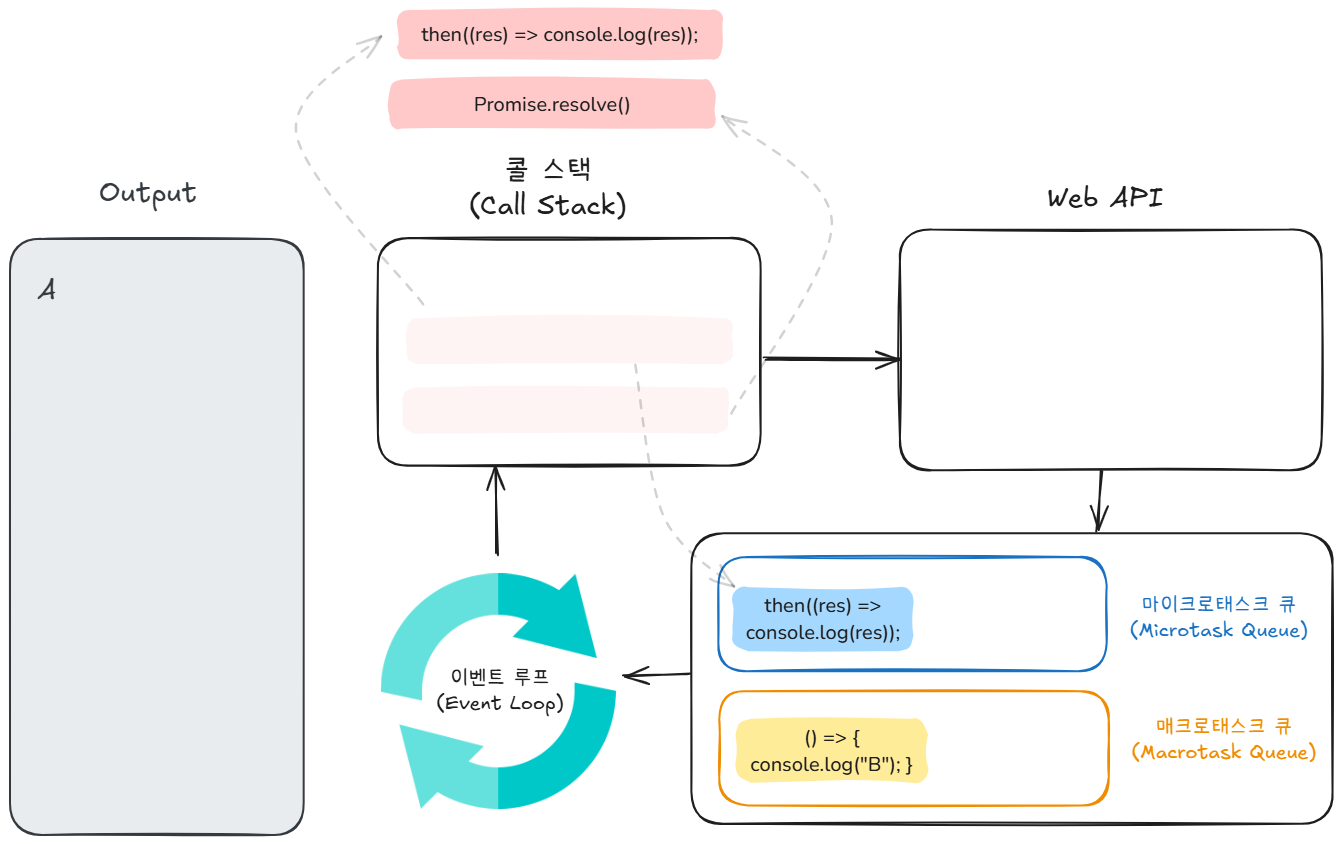 then((res) => console.log(res));
Promise.resolve()
콜 스택
(Call Stack)
Output
Web API
A
then((res) =>
console.log(res));
마이크로태스크 큐
(Microtask Queue)
이벤트 루프
(Event Loop)
() => {
console.log("B"); }
매크로태스크 큐
(Macrotask Queue)